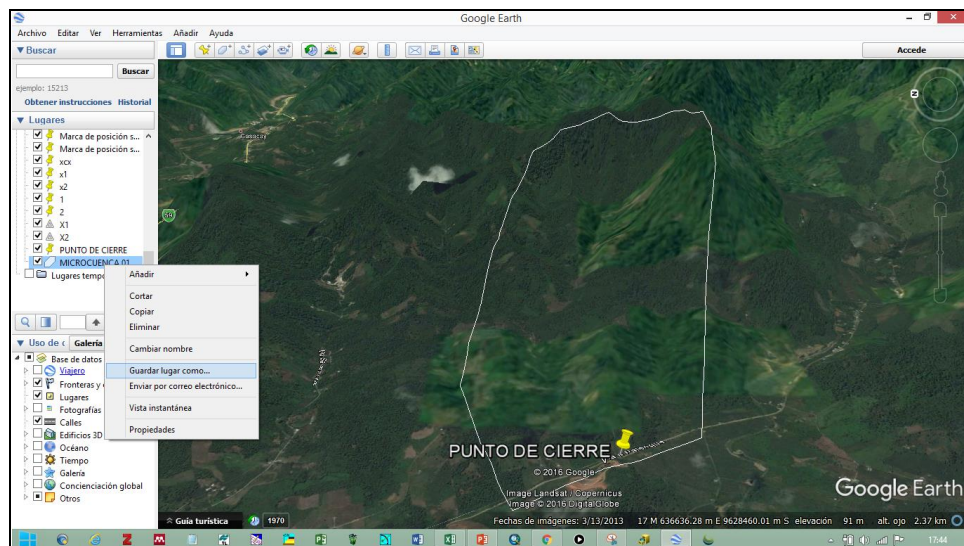 Google Earth
Archivo Editar Ver Herramientas Añadir Ayuda
Buscar
Accede
Buscar
ejemplo: 15213
Obtener instrucciones Historial
Lugares
Marca de posición s...
Marca de posición s...
xcx
x1
x2
1
2
X1
X2
PUNTO DE CIERRE
MICROCUENCA 01
Lugares tempo
Añadir
Cortar
Copiar
Eliminar
Cambiar nombre
Guardar lugar como...
Enviar por correo electrónico...
Vista instantánea
Propiedades
Uso de c Galería
Base de datos
Viajero
Fronteras y e
Lugares
Fotografías
Calles
Edificios 3D
Océano
Tiempo
Galería
Concienciación global
Otros
Casacay
59
N
PUNTO DE CIERRE
© 2016 Google
Image Landsat / Copernicus
Image © 2016 DigitalGlobe
Google Earth
Guía turística 1970
Fechas de imágenes: 3/13/2013 17 M 636636.28 m E 9628460.01 m S elevación 91 m alt. ojo 2.37 km
17:44